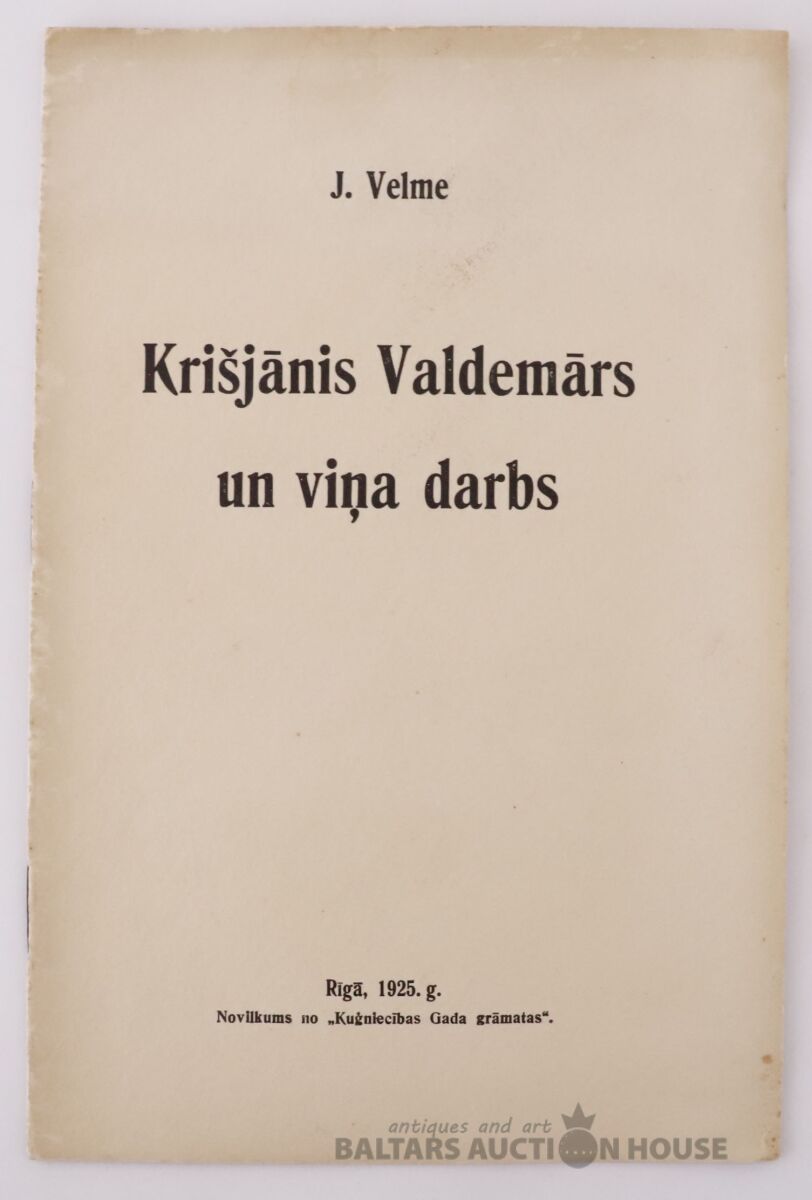 J. Velme
Krišjānis Valdemārs
un viņa darbs
Rīgā, 1925. g.
Novilkums no „Kuģniecības Gada grāmatas“.
antiques and art
BALTARS AUCTION HOUSE